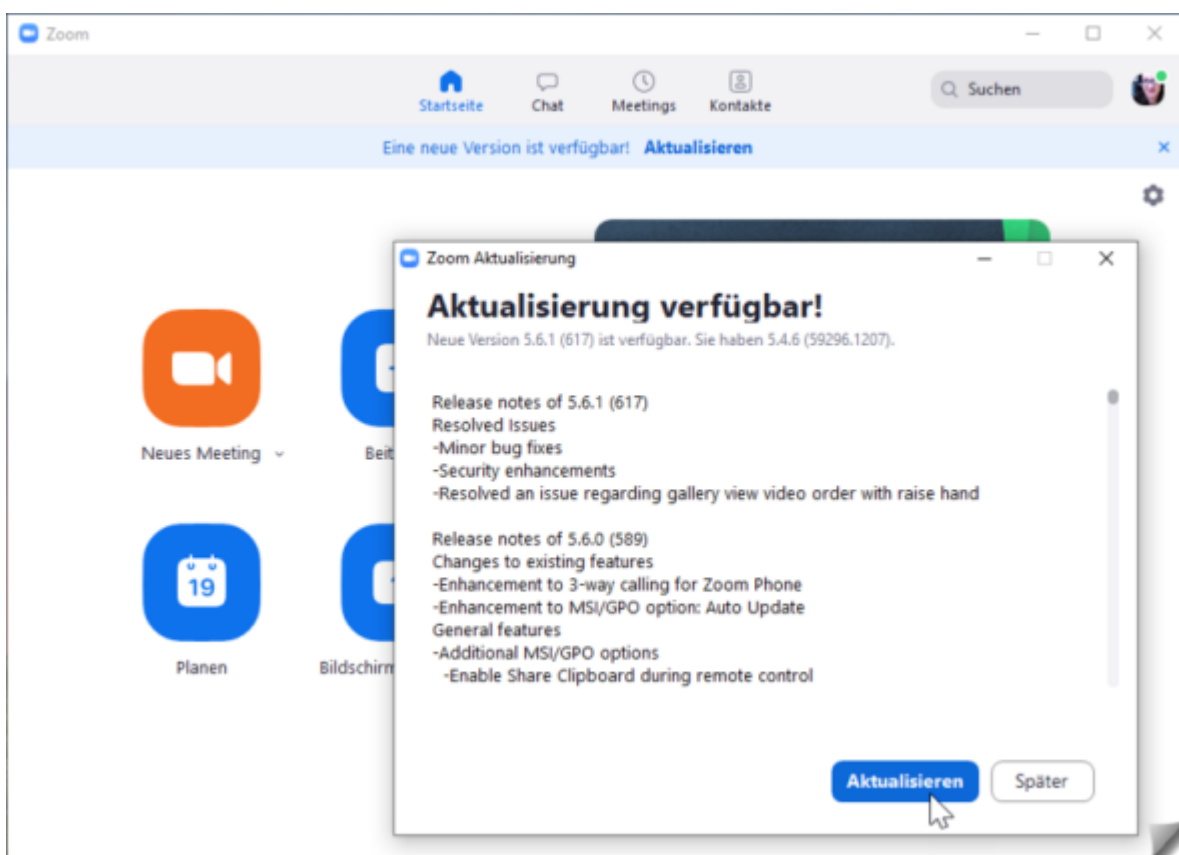 Zoom
Startseite Chat Meetings Kontakte
Suchen
Eine neue Version ist verfügbar! Aktualisieren
Zoom Aktualisierung
Aktualisierung verfügbar!
Neue Version 5.6.1 (617) ist verfügbar. Sie haben 5.4.6 (59296.1207).
Release notes of 5.6.1 (617)
Resolved Issues
-Minor bug fixes
-Security enhancements
-Resolved an issue regarding gallery view video order with raise hand
Release notes of 5.6.0 (589)
Changes to existing features
-Enhancement to 3-way calling for Zoom Phone
-Enhancement to MSI/GPO option: Auto Update
General features
-Additional MSI/GPO options
-Enable Share Clipboard during remote control
Aktualisieren Später
Neues Meeting Beit
19
Planen Bildschirm